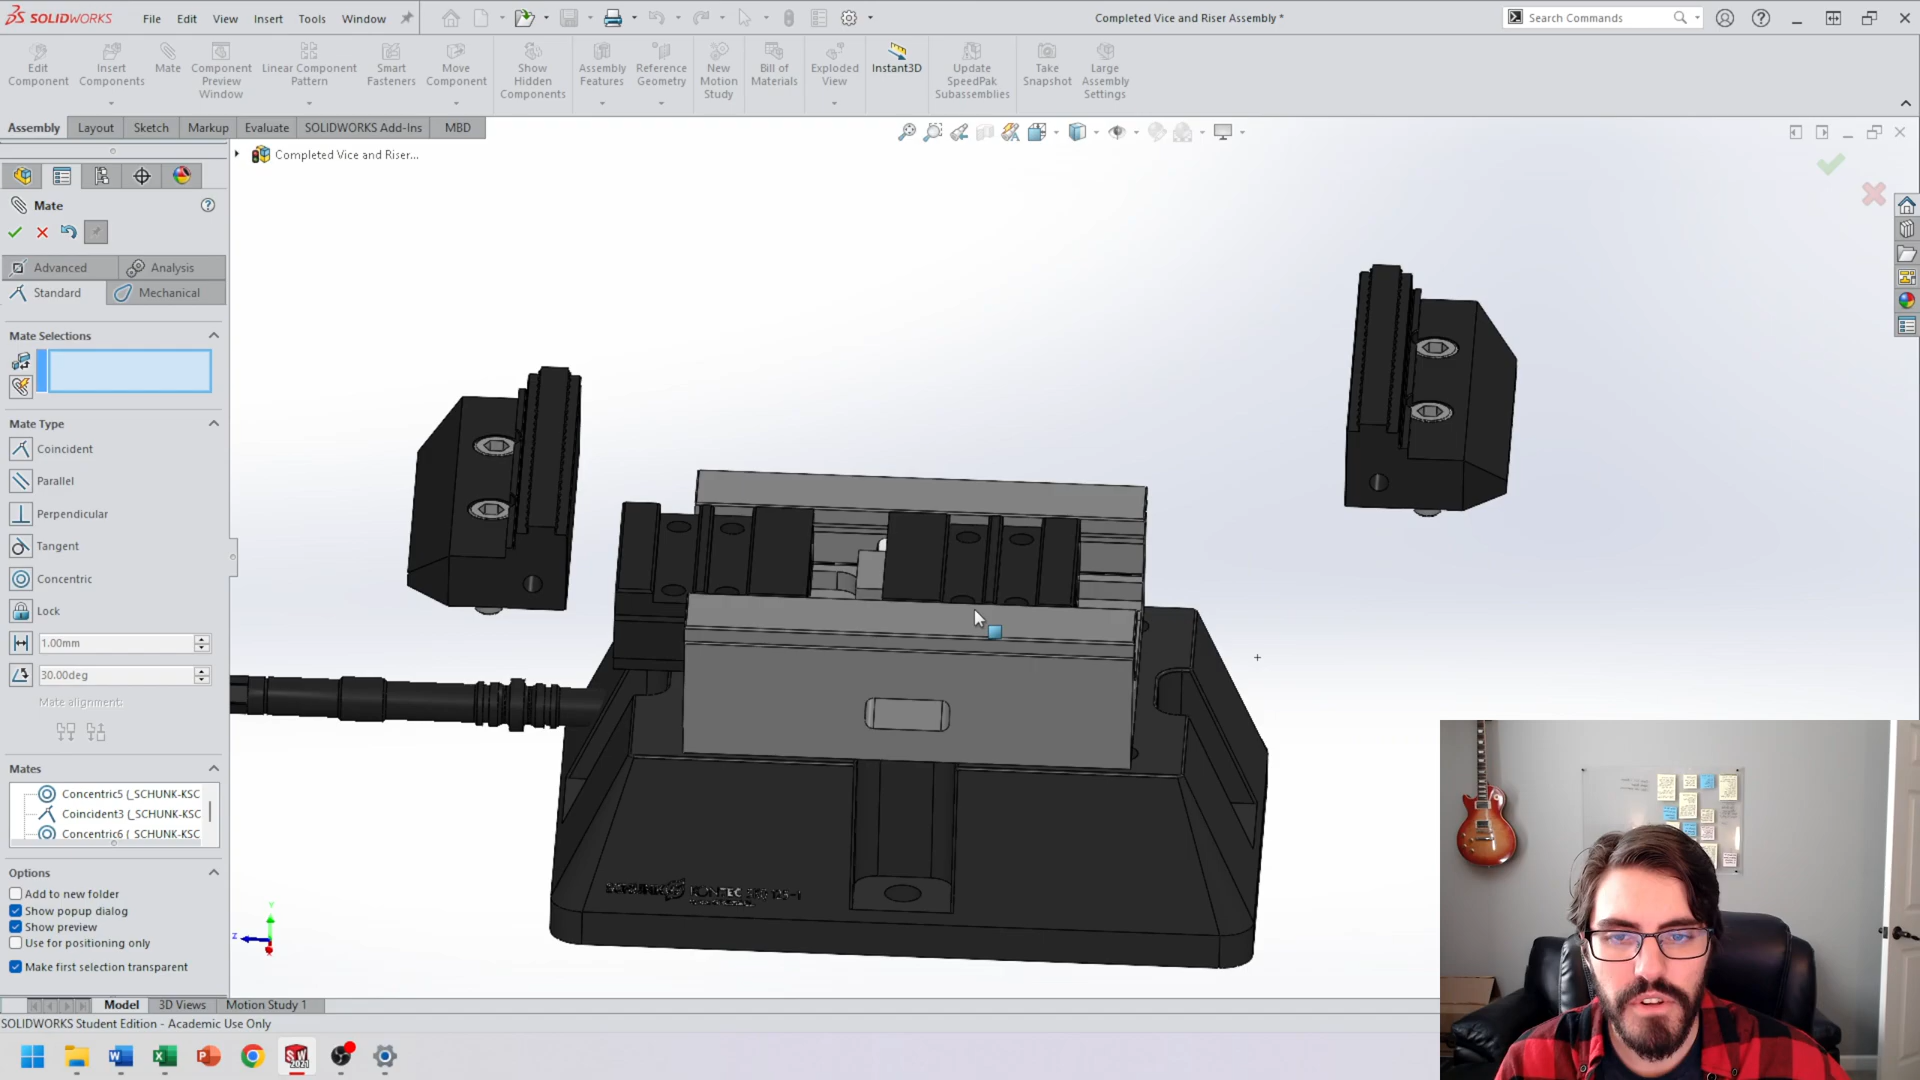 SOLIDWORKS
File Edit View Insert Tools Window
Completed Vice and Riser Assembly *
Search Commands
Edit Component
Insert Components
Mate
Component Preview Window
Linear Component Pattern
Smart Fasteners
Move Component
Show Hidden Components
Assembly Features
Reference Geometry
New Motion Study
Bill of Materials
Exploded View
Instant3D
Update SpeedPak Subassemblies
Take Snapshot
Large Assembly Settings
Assembly Layout Sketch Markup Evaluate SOLIDWORKS Add-Ins MBD
Completed Vice and Riser...
Mate
Advanced Analysis
Standard Mechanical
Mate Selections
Mate Type
Coincident
Parallel
Perpendicular
Tangent
Concentric
Lock
1.00mm
30.00deg
Mate alignment:
Mates
Concentric5 (_SCHUNK-KSC
Coincident3 (_SCHUNK-KSC
Concentric6 (_SCHUNK-KSC
Options
Add to new folder
Show popup dialog
Show preview
Use for positioning only
Make first selection transparent
Y
Z
Model 3D Views Motion Study 1
SOLIDWORKS Student Edition - Academic Use Only